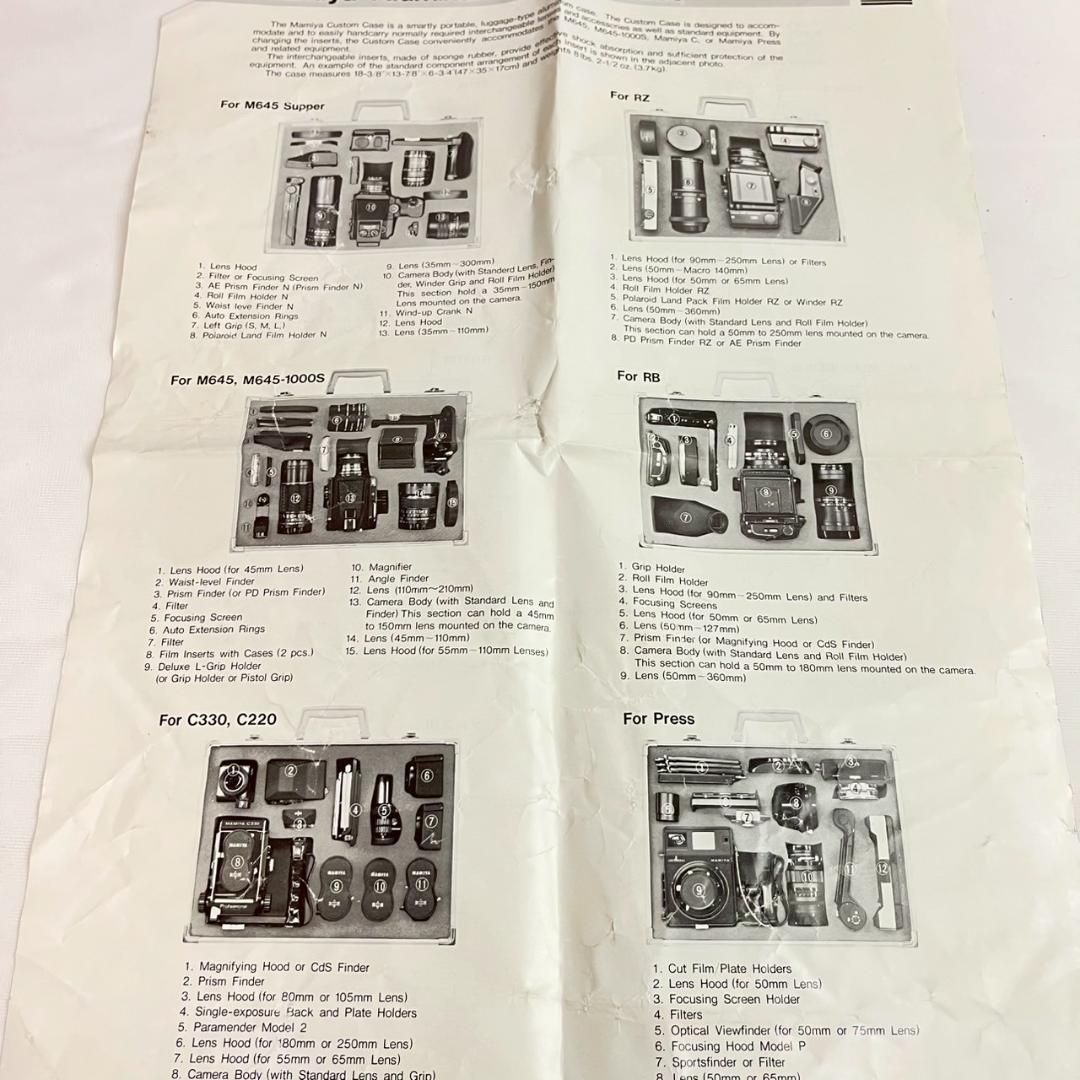 The Mamiya Custom Case is a smartly portable, luggage-type aluminum case. The Custom Case is designed to accom-
modate and to easily handcarry normally required interchangeable lenses and accessories as well as standard equipment. By
changing the inserts, the Custom Case conveniently accommodates the M645, M645-1000S, Mamiya C, or Mamiya Press
and related equipment.
The interchangeable inserts, made of sponge rubber, provide effective shock absorption and sufficient protection of the
equipment. An example of the standard component arrangement of each insert is shown in the adjacent photo.
The case measures 18-3/8"×13-7/8"×6-3/4"(47×35×17cm) and weighs 8 lbs. 2-1/2 oz. (3.7kg).
For M645 Supper
1. Lens Hood
2. Filter or Focusing Screen
3. AE Prism Finder N (Prism Finder N)
4. Roll Film Holder N
5. Waist leve Finder N
6. Auto Extension Rings
7. Left Grip (S, M, L,)
8. Polaroid Land Film Holder N
9. Lens (35mm~300mm)
10. Camera Body (with Standerd Lens, Fin-
der, Winder Grip and Roll Film Holder)
This section hold a 35mm~150mm
Lens mounted on the camera.
11. Wind-up Crank N
12. Lens Hood
13. Lens (35mm~110mm)
For RZ
1. Lens Hood (for 90mm~250mm Lens) or Filters
2. Lens (50mm~Macro 140mm)
3. Lens Hood (for 50mm or 65mm Lens)
4. Roll Film Holder RZ
5. Polaroid Land Pack Film Holder RZ or Winder RZ
6. Lens (50mm~360mm)
7. Camera Body (with Standard Lens and Roll Film Holder)
This section can hold a 50mm to 250mm lens mounted on the camera.
8. PD Prism Finder RZ or AE Prism Finder
For M645, M645-1000S
1. Lens Hood (for 45mm Lens)
2. Waist-level Finder
3. Prism Finder (or PD Prism Finder)
4. Filter
5. Focusing Screen
6. Auto Extension Rings
7. Filter
8. Film Inserts with Cases (2 pcs.)
9. Deluxe L-Grip Holder
(or Grip Holder or Pistol Grip)
10. Magnifier
11. Angle Finder
12. Lens (110mm~210mm)
13. Camera Body (with Standard Lens and
Finder) This section can hold a 45mm
to 150mm lens mounted on the camera.
14. Lens (45mm~110mm)
15. Lens Hood (for 55mm~110mm Lenses)
For RB
1. Grip Holder
2. Roll Film Holder
3. Lens Hood (for 90mm~250mm Lens) and Filters
4. Focusing Screens
5. Lens Hood (for 50mm or 65mm Lens)
6. Lens (50mm~127mm)
7. Prism Finder (or Magnifying Hood or CdS Finder)
8. Camera Body (with Standard Lens and Roll Film Holder)
This section can hold a 50mm to 180mm lens mounted on the camera.
9. Lens (50mm~360mm)
For C330, C220
MAMIYA C330
MAMIYA
Professional
MAMIYA
MAMIYA
MAMIYA
1. Magnifying Hood or CdS Finder
2. Prism Finder
3. Lens Hood (for 80mm or 105mm Lens)
4. Single-exposure Back and Plate Holders
5. Paramender Model 2
6. Lens Hood (for 180mm or 250mm Lens)
7. Lens Hood (for 55mm or 65mm Lens)
8. Camera Body (with Standard Lens and Grip)
For Press
MAMIYA
1. Cut Film/Plate Holders
2. Lens Hood (for 50mm Lens)
3. Focusing Screen Holder
4. Filters
5. Optical Viewfinder (for 50mm or 75mm Lens)
6. Focusing Hood Model P
7. Sportsfinder or Filter
8. Lens (50mm or 65mm)